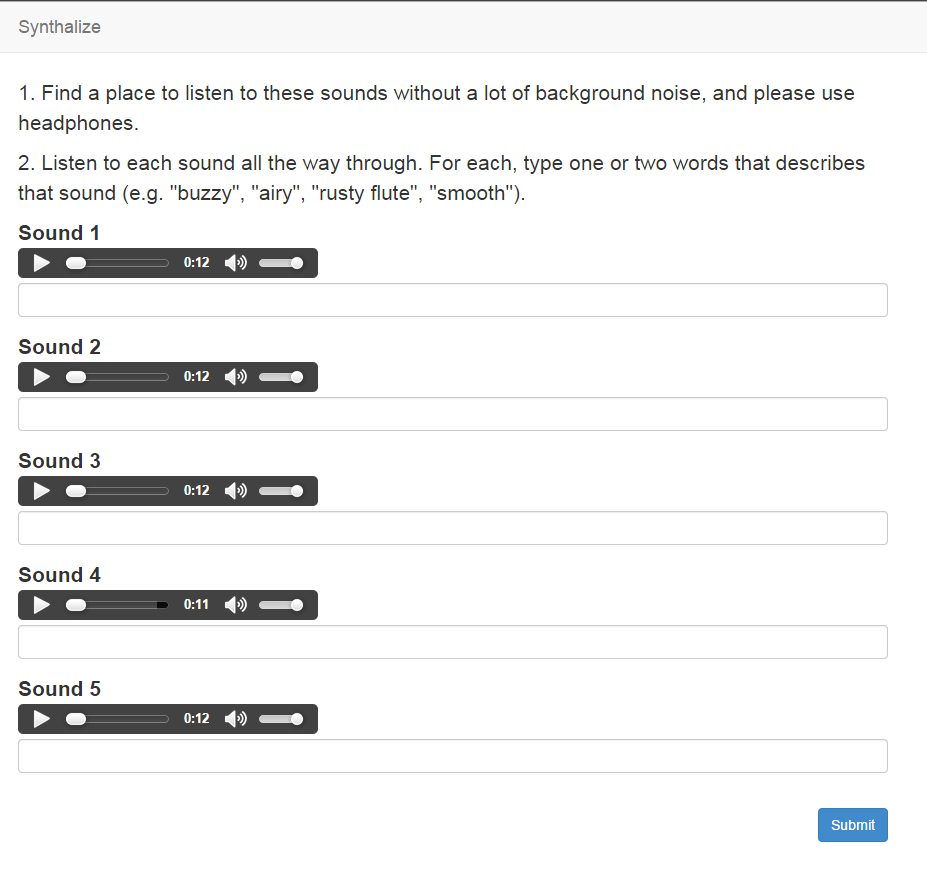 Synthalize
1. Find a place to listen to these sounds without a lot of background noise, and please use
headphones.
2. Listen to each sound all the way through. For each, type one or two words that describes
that sound (e.g. "buzzy", "airy", "rusty flute", "smooth").
Sound 1
0:12
Sound 2
0:12
Sound 3
0:12
Sound 4
0:11
Sound 5
0:12
Submit